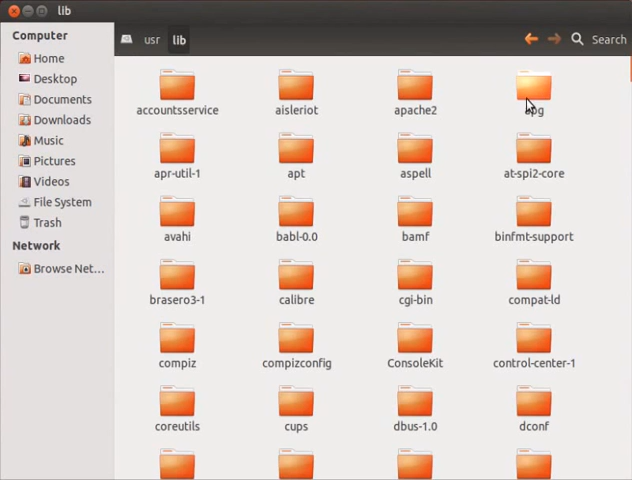 lib
Computer
Home
Desktop
Documents
Downloads
Music
Pictures
Videos
File System
Trash
Network
Browse Net...
usr lib Search
accountsservice aisleriot apache2 apg
apr-util-1 apt aspell at-spi2-core
avahi babl-0.0 bamf binfmt-support
brasero3-1 calibre cgi-bin compat-ld
compiz compizconfig ConsoleKit control-center-1
coreutils cups dbus-1.0 dconf